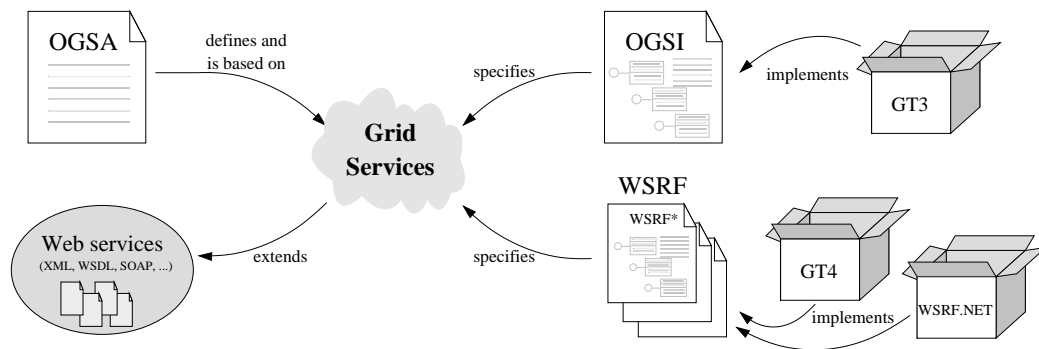 OGSA
defines and
is based on
Grid
Services
specifies
OGSI
implements
GT3
Web services
(XML, WSDL, SOAP, ...)
extends
specifies
WSRF
WSRF*
GT4
implements
WSRF.NET